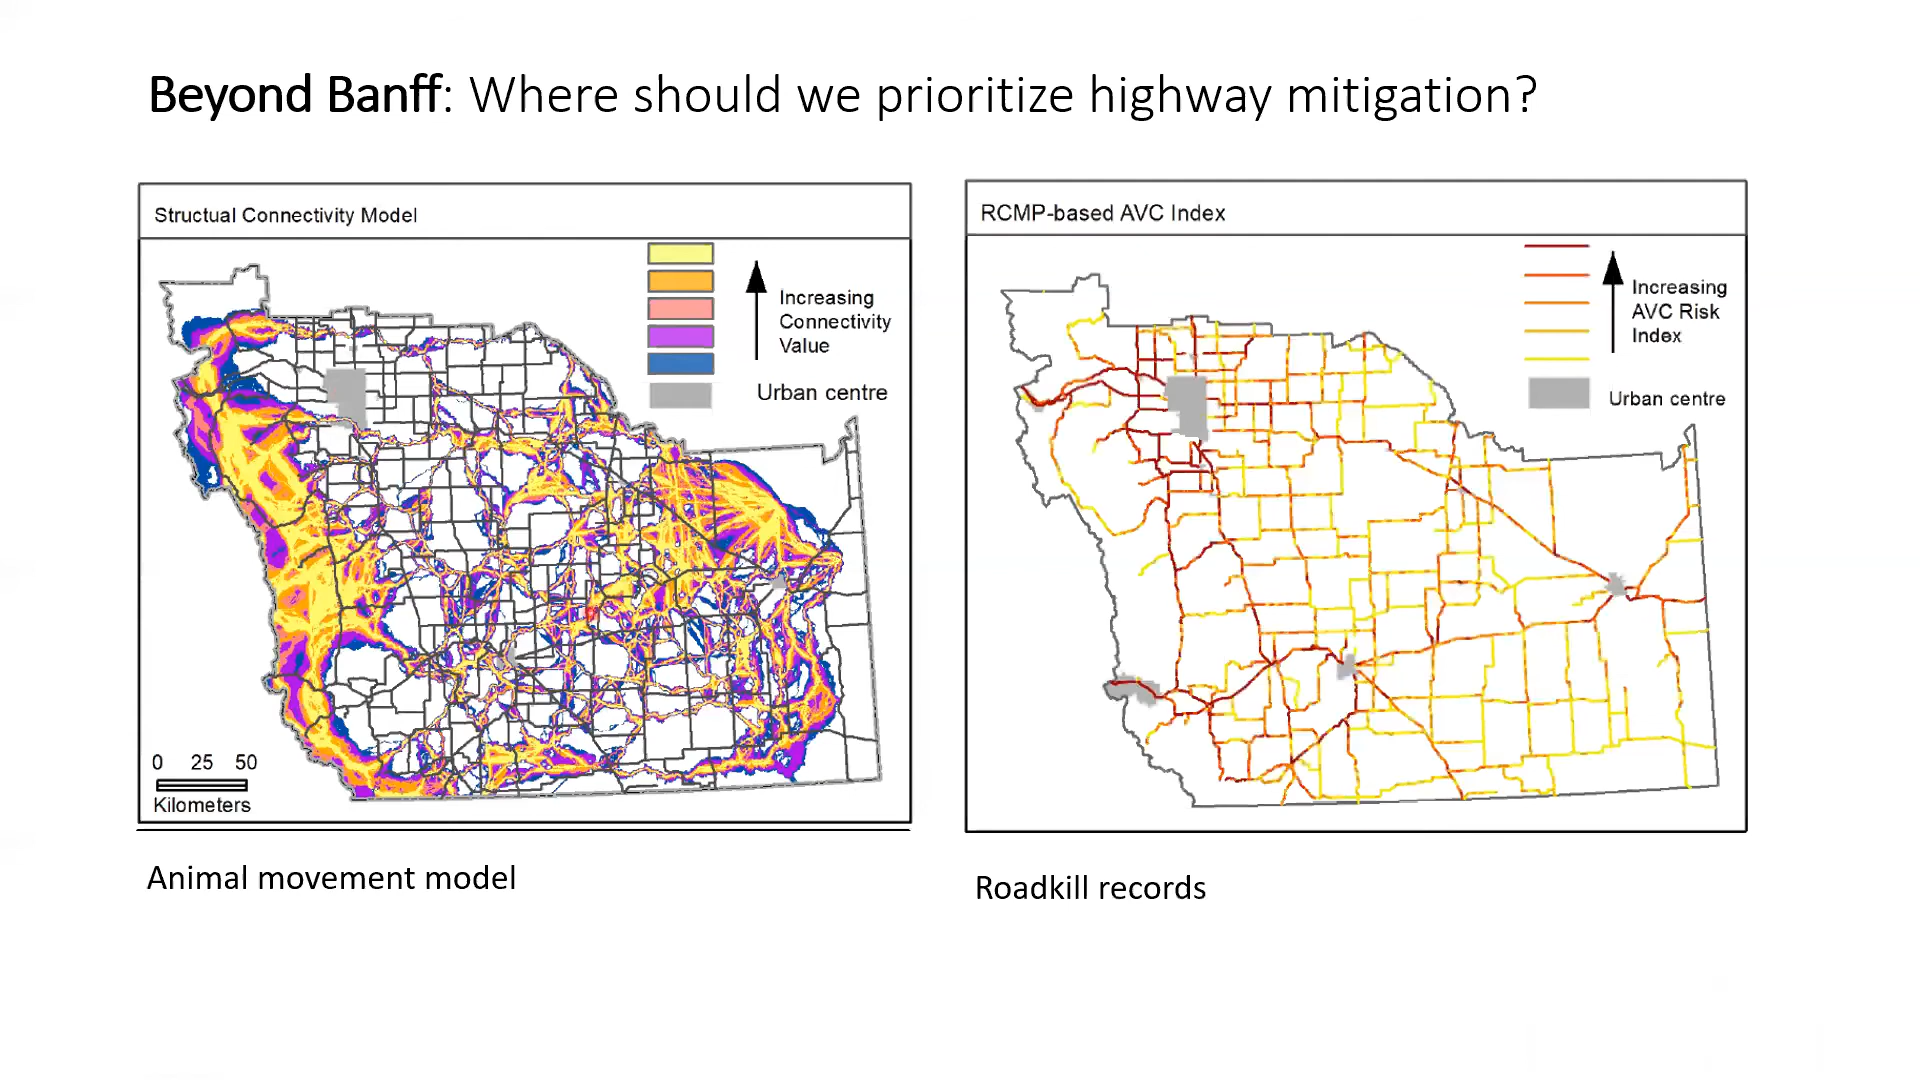 Beyond Banff: Where should we prioritize highway mitigation?
Structual Connectivity Model
Increasing
Connectivity
Value
Urban centre
0 25 50
Kilometers
Animal movement model
RCMP-based AVC Index
Increasing
AVC Risk
Index
Urban centre
Roadkill records